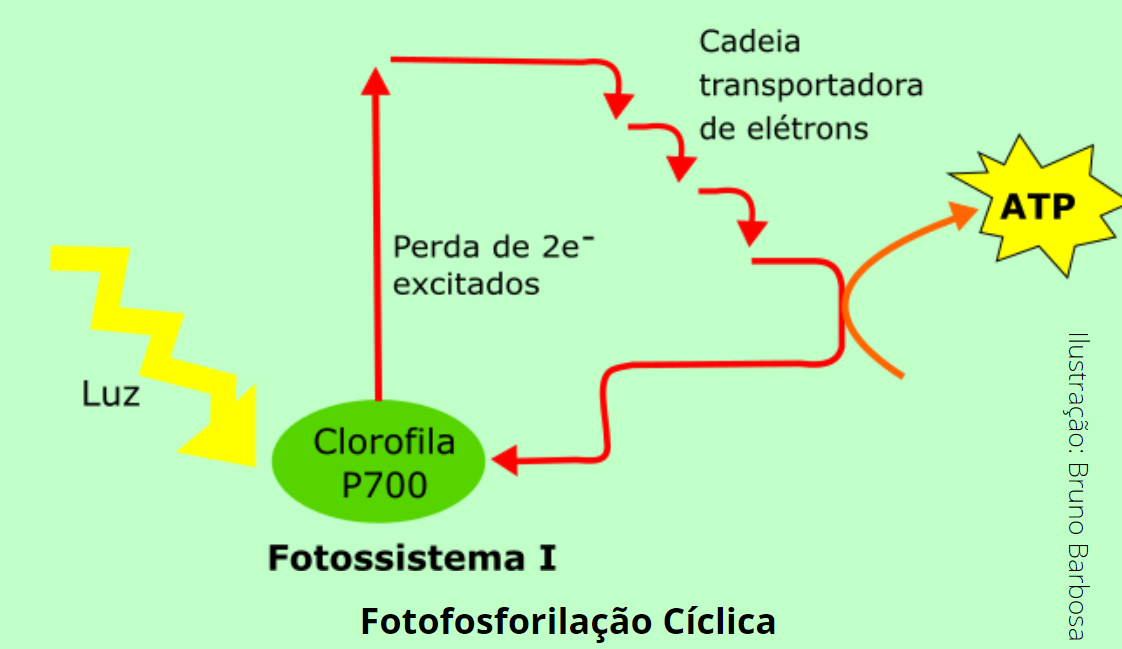 Cadeia
transportadora
de elétrons
ATP
Perda de 2e⁻
excitados
Luz
Clorofila
P700
Fotossistema I
Fotofosforilação Cíclica
Ilustração: Bruno Barbosa